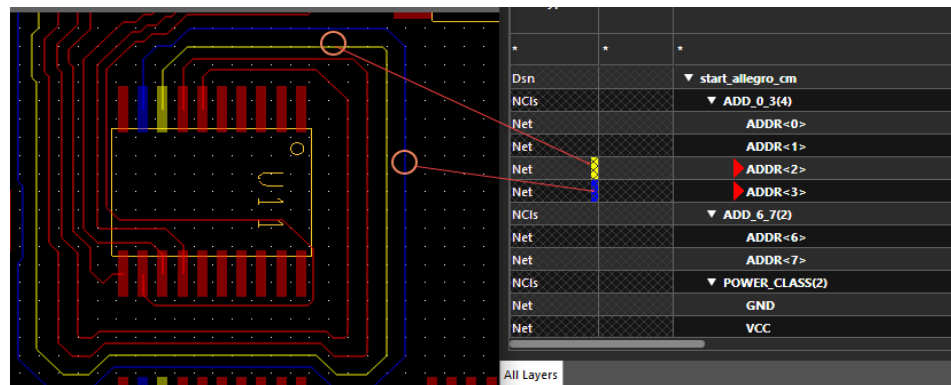 *
*
*
Dsn
▼ start_allegro_cm
NCls
▼ ADD_0_3(4)
Net
ADDR<0>
Net
ADDR<1>
Net
ADDR<2>
Net
ADDR<3>
NCls
▼ ADD_6_7(2)
Net
ADDR<6>
Net
ADDR<7>
NCls
▼ POWER_CLASS(2)
Net
GND
Net
VCC
All Layers
U11